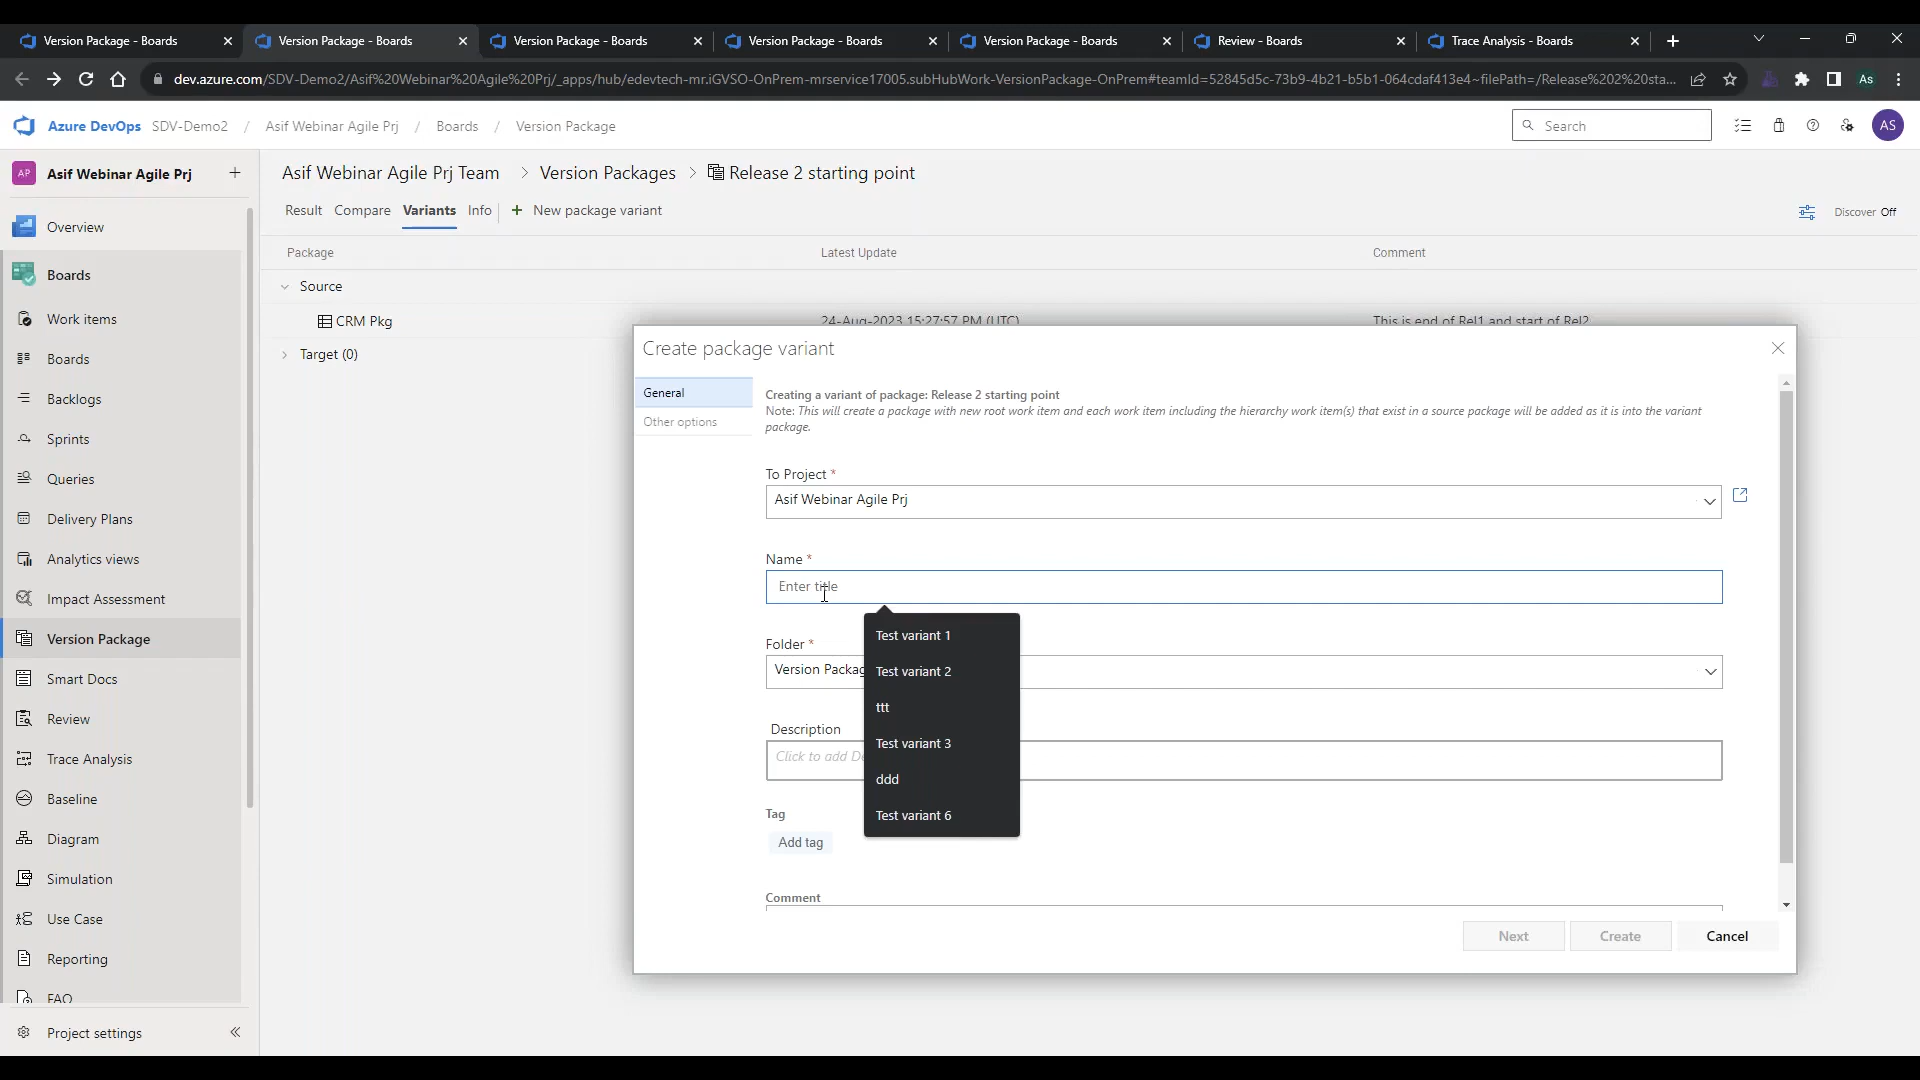 Version Package - Boards
Version Package - Boards
Version Package - Boards
Version Package - Boards
Version Package - Boards
Review - Boards
Trace Analysis - Boards
dev.azure.com/SDV-Demo2/Asif%20Webinar%20Agile%20Prj/_apps/hub/edevtech-mr.iGVSO-OnPrem-mrservice17005.subHubWork-VersionPackage-OnPrem#teamId=52845d5c-73b9-4b21-b5b1-064cdaf413e4~filePath=/Release%202%20sta...
As
Azure DevOps SDV-Demo2 / Asif Webinar Agile Prj / Boards / Version Package
Search
AS
AP Asif Webinar Agile Prj
Asif Webinar Agile Prj Team > Version Packages > Release 2 starting point
Result Compare Variants Info + New package variant
Discover Off
Package Latest Update Comment
Source
CRM Pkg 24-Aug-2023 15:27:57 PM (UTC) This is end of Rel1 and start of Rel2
Target (0)
Overview
Boards
Work items
Boards
Backlogs
Sprints
Queries
Delivery Plans
Analytics views
Impact Assessment
Version Package
Smart Docs
Review
Trace Analysis
Baseline
Diagram
Simulation
Use Case
Reporting
FAQ
Project settings
Create package variant
General
Other options
Creating a variant of package: Release 2 starting point
Note: This will create a package with new root work item and each work item including the hierarchy work item(s) that exist in a source package will be added as it is into the variant
package.
To Project *
Asif Webinar Agile Prj
Name *
Enter title
Test variant 1
Test variant 2
ttt
Test variant 3
ddd
Test variant 6
Folder *
Version Packag
Description
Click to add De
Tag
Add tag
Comment
Next Create Cancel